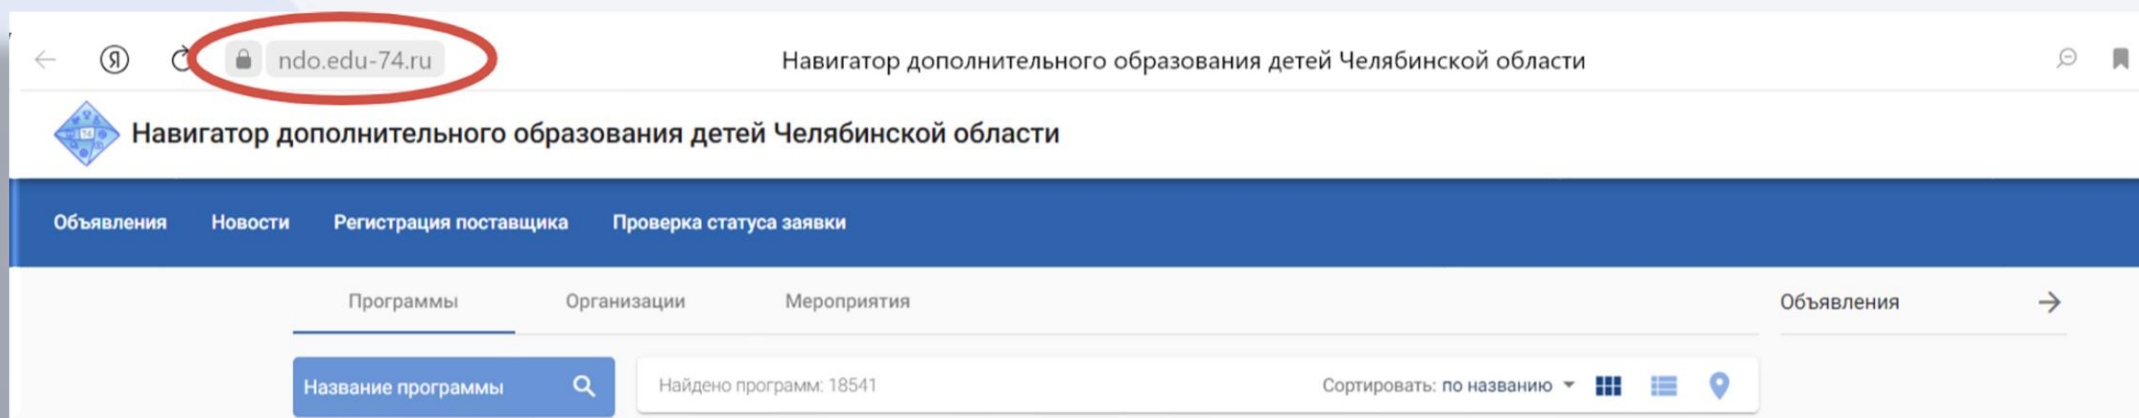 ndo.edu-74.ru Навигатор дополнительного образования детей Челябинской области
Навигатор дополнительного образования детей Челябинской области
Объявления Новости Регистрация поставщика Проверка статуса заявки
Программы Организации Мероприятия Объявления
Название программы Найдено программ: 18541 Сортировать: по названию